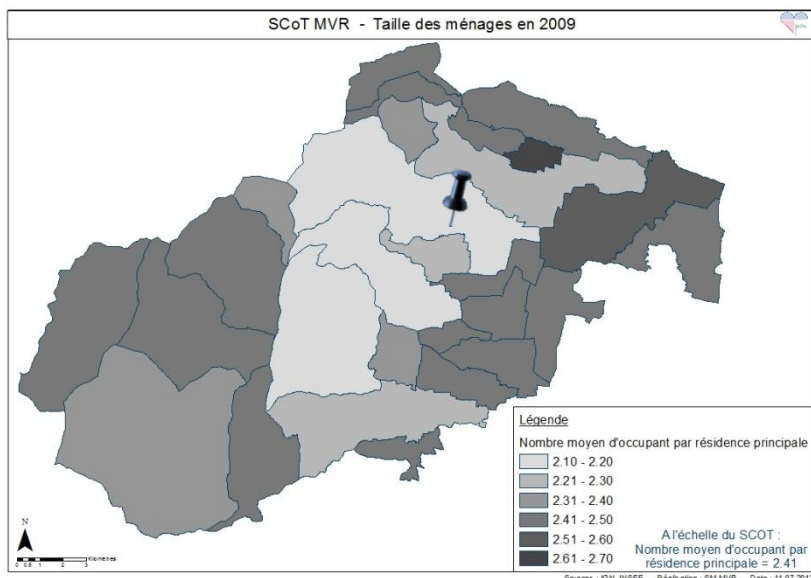 SCoT MVR - Taille des ménages en 2009
Légende
Nombre moyen d'occupant par résidence principale
2.10 - 2.20
2.21 - 2.30
2.31 - 2.40
2.41 - 2.50
2.51 - 2.60
2.61 - 2.70
A l'échelle du SCOT :
Nombre moyen d'occupant par
résidence principale = 2.41
N
0 0.5 1 2 3
Kilomètres